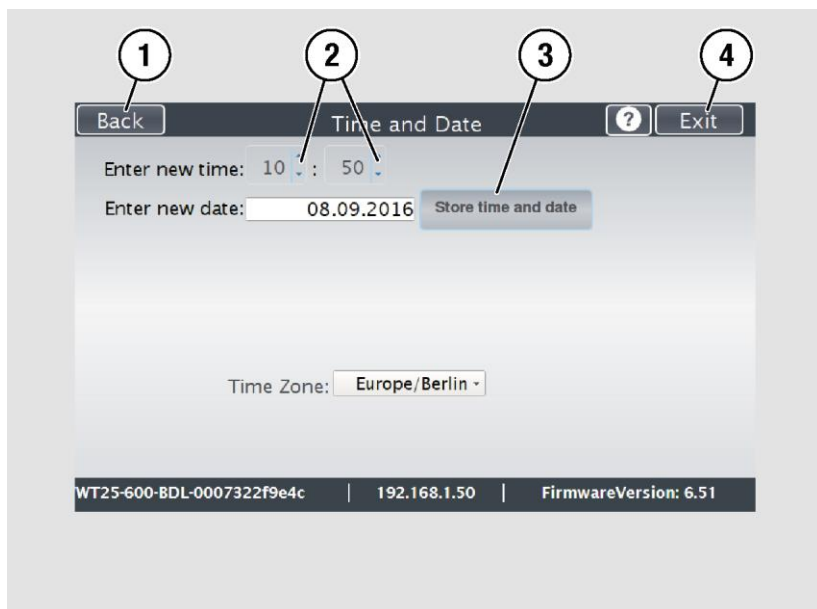 1 2 3 4
Back Time and Date ? Exit
Enter new time: 10 : 50
Enter new date: 08.09.2016 Store time and date
Time Zone: Europe/Berlin
WT25-600-BDL-0007322f9e4c | 192.168.1.50 | FirmwareVersion: 6.51